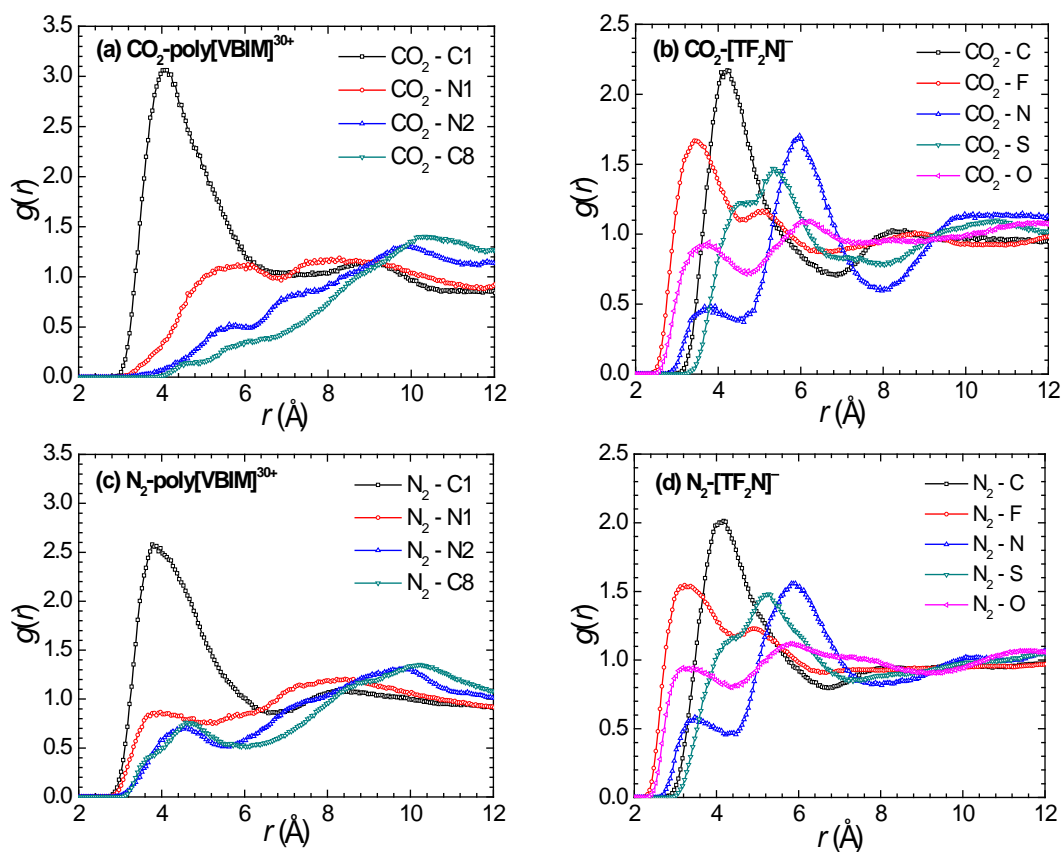 (a) CO₂-poly[VBIM]³⁰⁺
CO₂ - C1
CO₂ - N1
CO₂ - N2
CO₂ - C8
3.5
3.0
2.5
2.0
1.5
1.0
0.5
0.0
g(r)
2 4 6 8 10 12
r (Å)
(b) CO₂-[TF₂N]⁻
CO₂ - C
CO₂ - F
CO₂ - N
CO₂ - S
CO₂ - O
2.5
2.0
1.5
1.0
0.5
0.0
g(r)
2 4 6 8 10 12
r (Å)
(c) N₂-poly[VBIM]³⁰⁺
N₂ - C1
N₂ - N1
N₂ - N2
N₂ - C8
3.5
3.0
2.5
2.0
1.5
1.0
0.5
0.0
g(r)
2 4 6 8 10 12
r (Å)
(d) N₂-[TF₂N]⁻
N₂ - C
N₂ - F
N₂ - N
N₂ - S
N₂ - O
2.5
2.0
1.5
1.0
0.5
0.0
g(r)
2 4 6 8 10 12
r (Å)